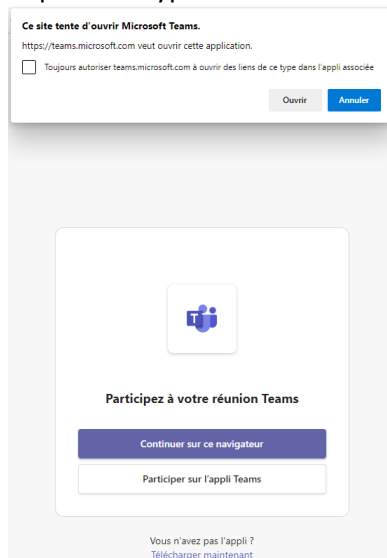 Ce site tente d'ouvrir Microsoft Teams.
https://teams.microsoft.com veut ouvrir cette application.
Toujours autoriser teams.microsoft.com à ouvrir des liens de ce type dans l'appli associée
Ouvrir
Annuler
T
Participez à votre réunion Teams
Continuer sur ce navigateur
Participer sur l'appli Teams
Vous n'avez pas l'appli ?
Télécharger maintenant